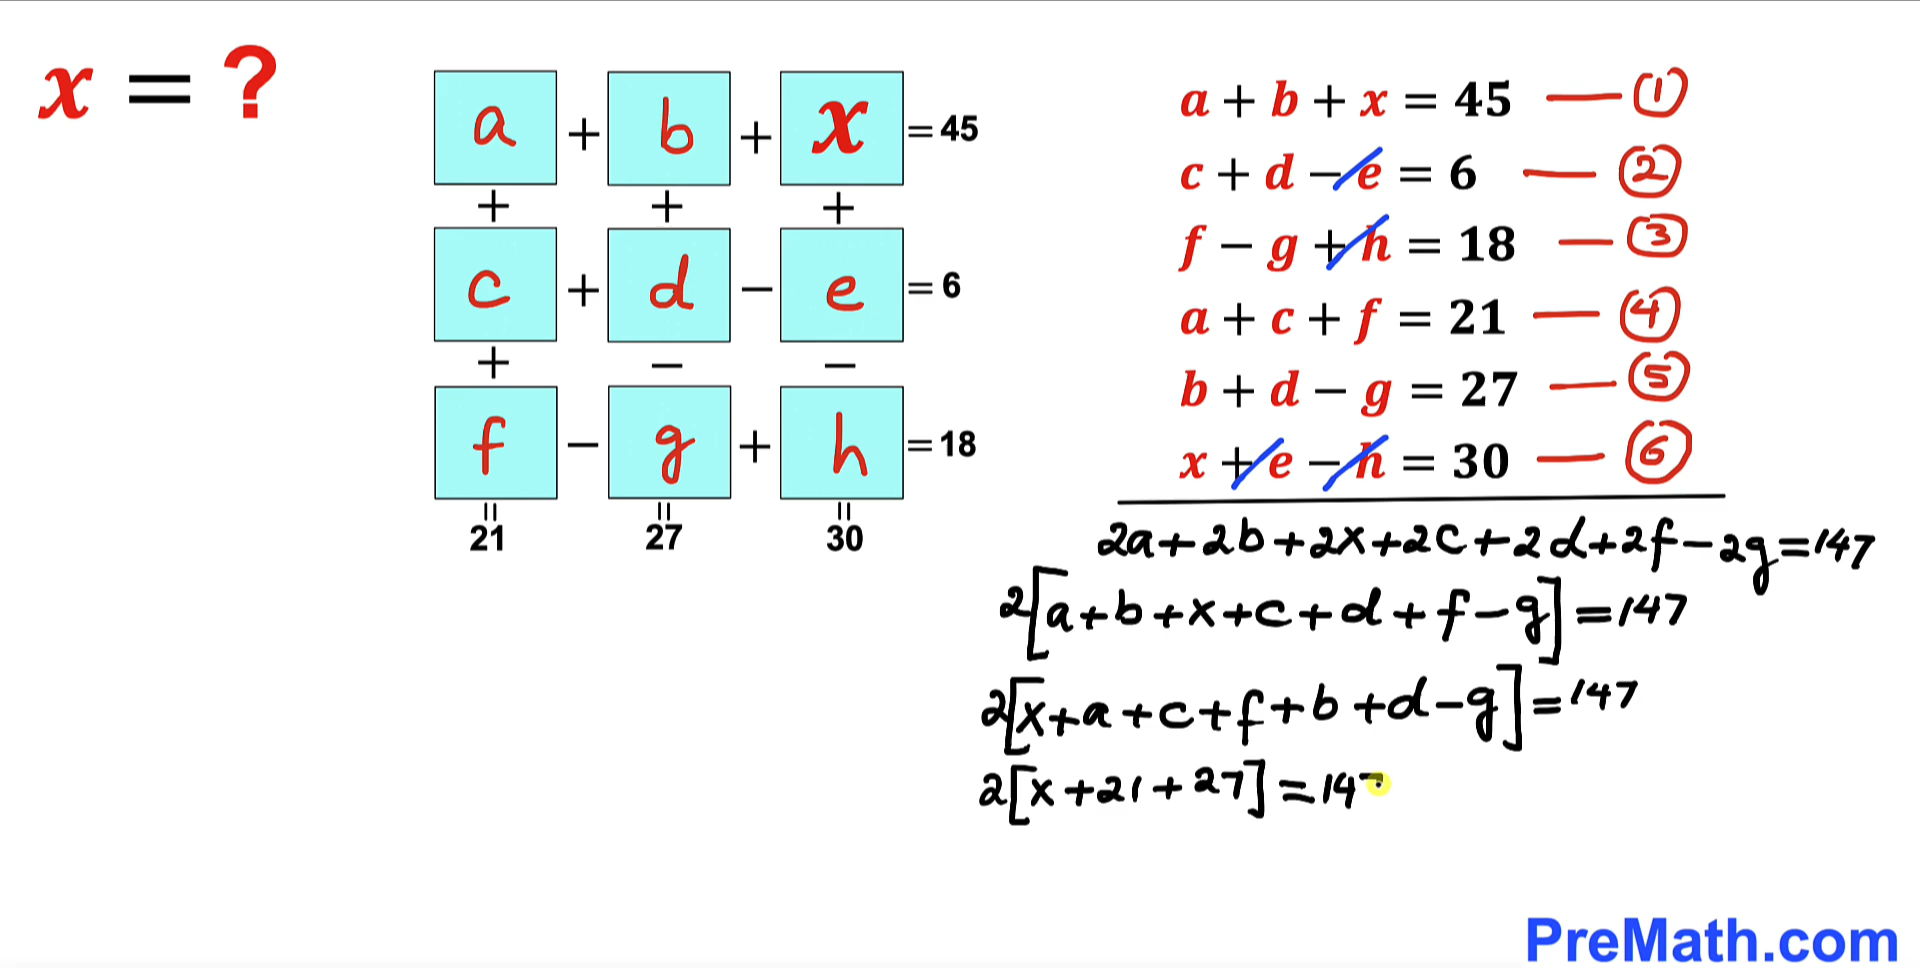 x = ?
a + b + x = 45
+ + +
c + d − e = 6
+ − −
f − g + h = 18
= = =
21 27 30
a + b + x = 45 — ①
c + d − e = 6 — ②
f − g + h = 18 — ③
a + c + f = 21 — ④
b + d − g = 27 — ⑤
x + e − h = 30 — ⑥
2a+2b+2x+2c+2d+2f−2g=147
2[a+b+x+c+d+f−g]=147
2[x+a+c+f+b+d−g]=147
2[x+21+27]=147
PreMath.com